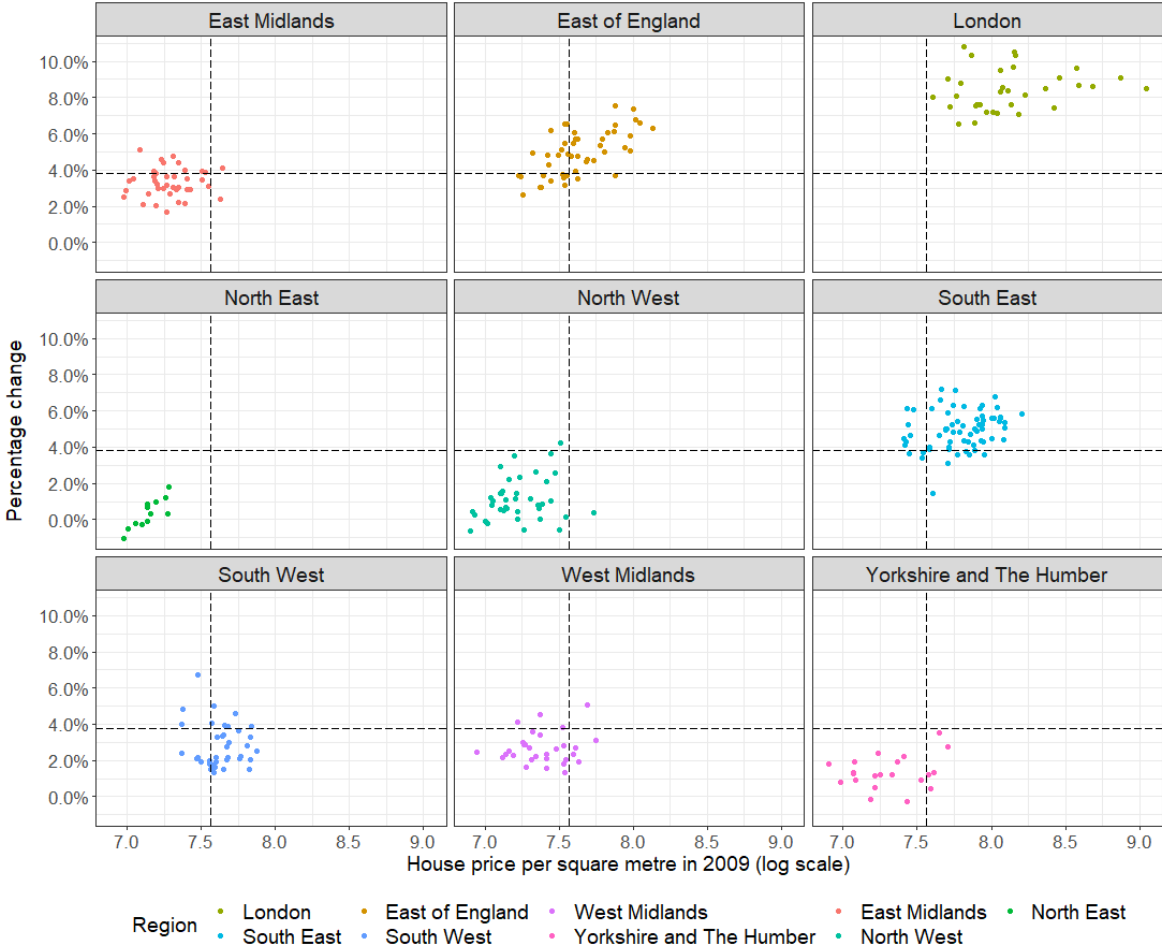 East Midlands East of England London
10.0%
8.0%
6.0%
4.0%
2.0%
0.0%
North East North West South East
10.0%
8.0%
6.0%
4.0%
2.0%
0.0%
Percentage change
South West West Midlands Yorkshire and The Humber
10.0%
8.0%
6.0%
4.0%
2.0%
0.0%
7.0 7.5 8.0 8.5 9.0 7.0 7.5 8.0 8.5 9.0 7.0 7.5 8.0 8.5 9.0
House price per square metre in 2009 (log scale)
Region
London East of England West Midlands East Midlands North East
South East South West Yorkshire and The Humber North West